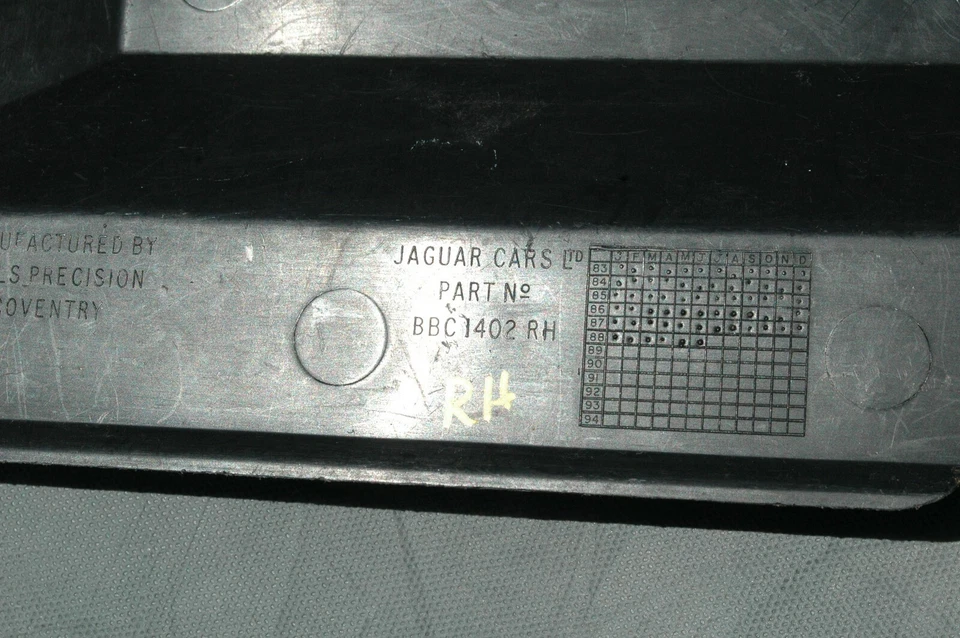 UFACTURED BY
LS PRECISION
COVENTRY
JAGUAR CARS LTD
PART Nº
BBC 1402 RH
RH
J F M A M J J A S O N D
83
84
85
86
87
88
89
90
91
92
93
94